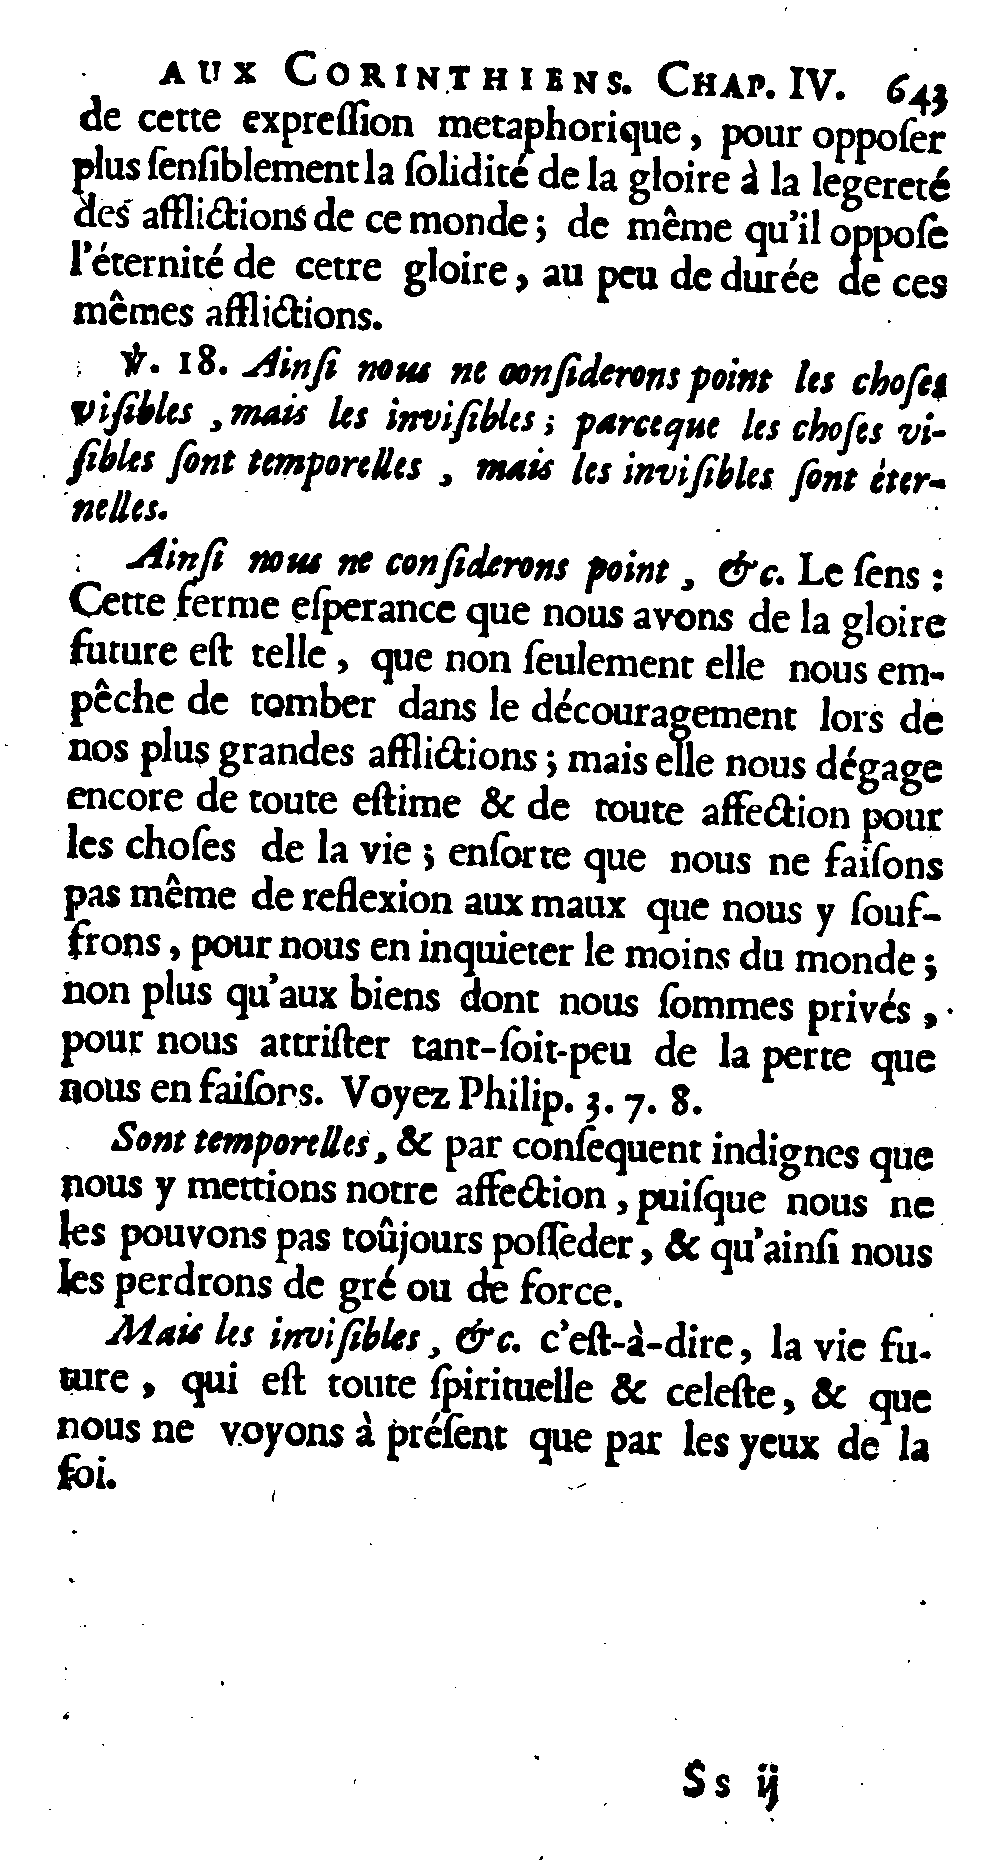 AUX CORINTHIENS. CHAP. IV. 643
de cette expreſſion metaphorique, pour oppoſer
plus ſenſiblement la ſolidité de la gloire à la legereté
des afflictions de ce monde; de même qu'il oppoſe
l'éternité de cetre gloire, au peu de durée de ces
mêmes afflictions.
℣. 18. Ainſi nous ne conſiderons point les choſes
viſibles, mais les inviſibles; parceque les choſes vi-
ſibles ſont temporelles, mais les inviſibles ſont éter-
nelles.
Ainſi nous ne conſiderons point, &c. Le ſens:
Cette ferme eſperance que nous avons de la gloire
future eſt telle, que non ſeulement elle nous em-
pêche de tomber dans le découragement lors de
nos plus grandes afflictions; mais elle nous dégage
encore de toute eſtime & de toute affection pour
les choſes de la vie; enſorte que nous ne faiſons
pas même de reflexion aux maux que nous y ſouf-
frons, pour nous en inquieter le moins du monde;
non plus qu'aux biens dont nous ſommes privés,
pour nous attriſter tant-ſoit-peu de la perte que
nous en faiſons. Voyez Philip. 3. 7. 8.
Sont temporelles, & par conſequent indignes que
nous y mettions notre affection, puiſque nous ne
les pouvons pas toûjours poſſeder, & qu'ainſi nous
les perdrons de gré ou de force.
Mais les inviſibles, &c. c'eſt-à-dire, la vie fu-
ture, qui eſt toute ſpirituelle & celeſte, & que
nous ne voyons à préſent que par les yeux de la
foi.
Ss ij